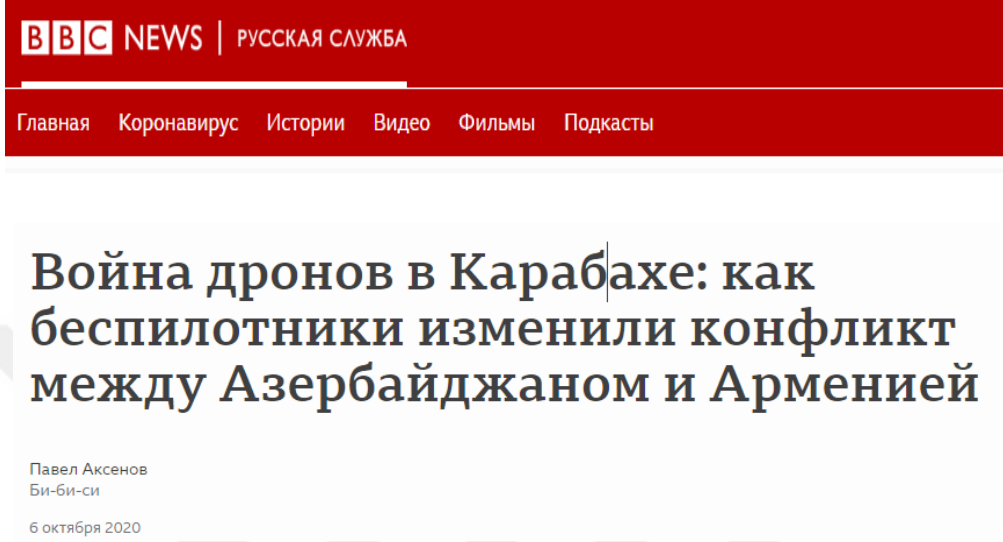 BBC NEWS | РУССКАЯ СЛУЖБА
Главная Коронавирус Истории Видео Фильмы Подкасты
Война дронов в Карабахе: как
беспилотники изменили конфликт
между Азербайджаном и Арменией
Павел Аксенов
Би-би-си
6 октября 2020